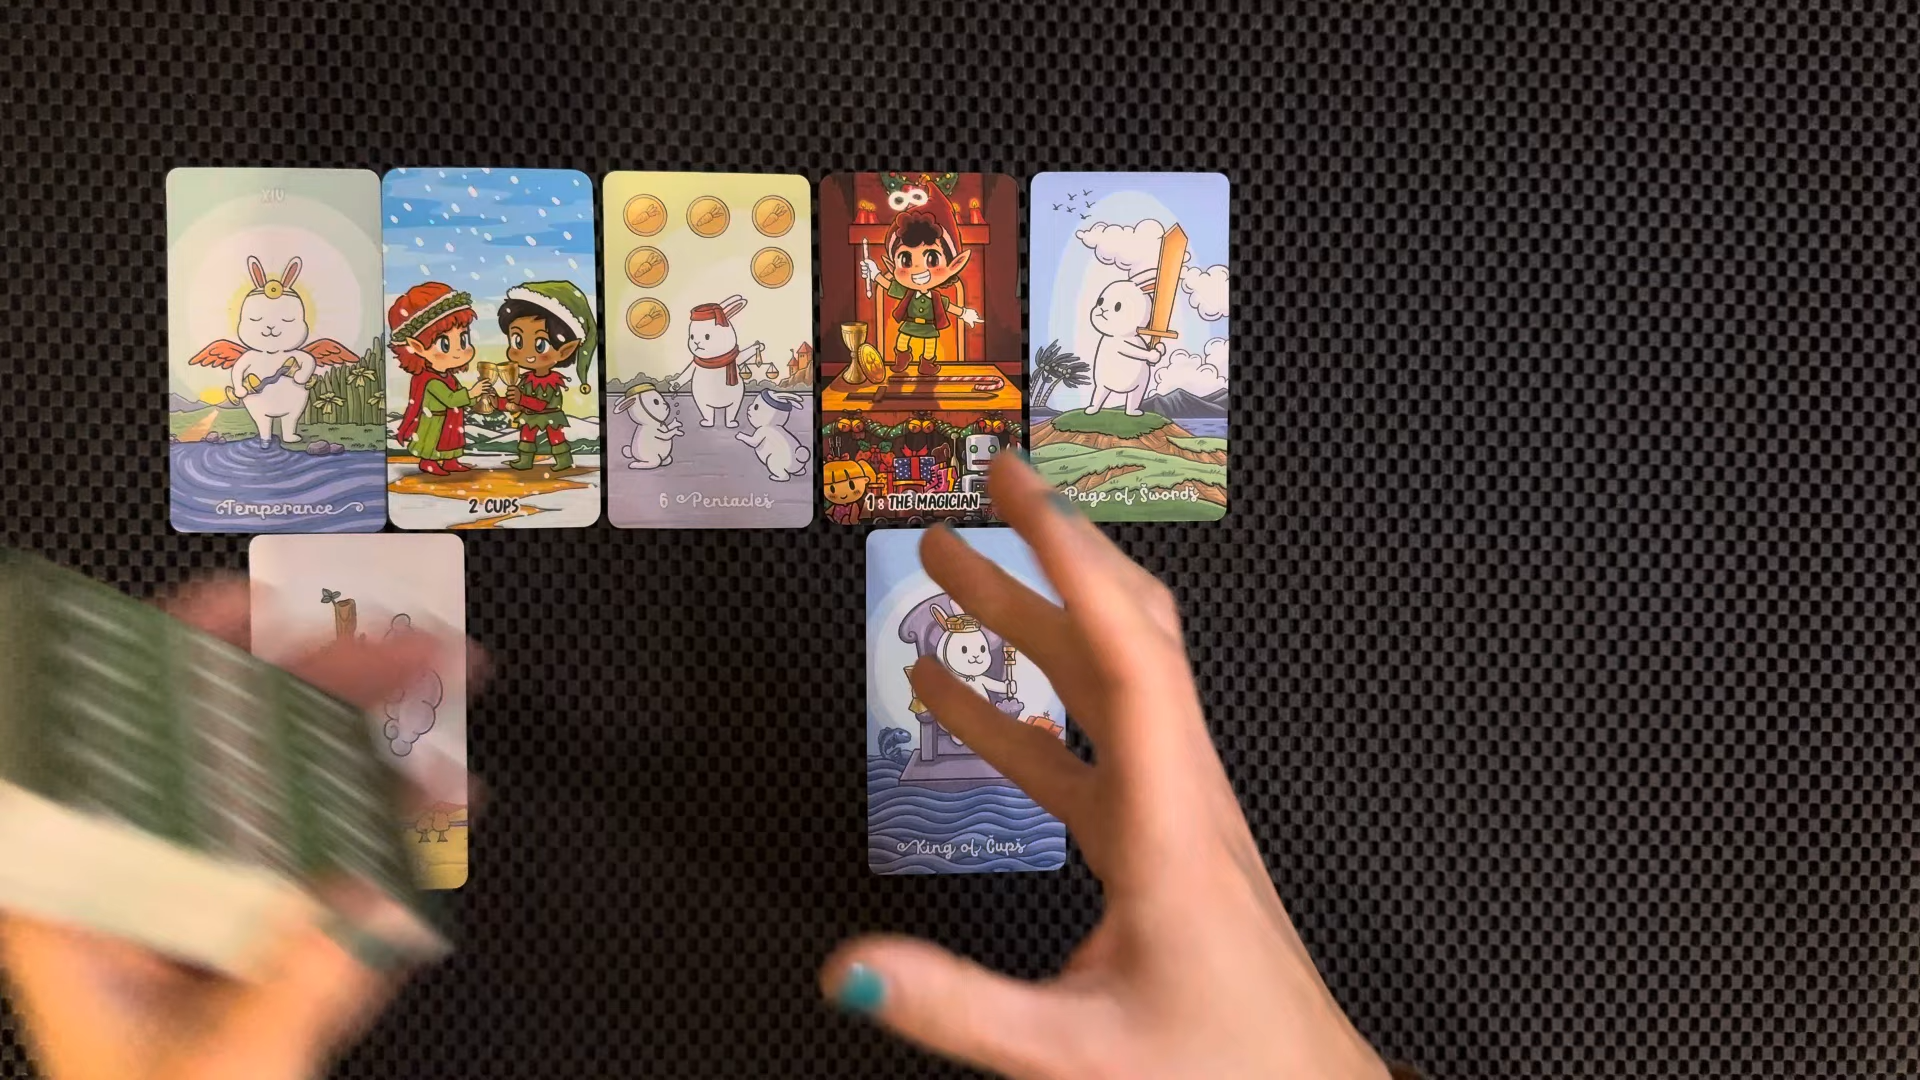 XIV
Temperance
2 CUPS
6 Pentacles
1 : THE MAGICIAN
Page of Swords
King of Cups